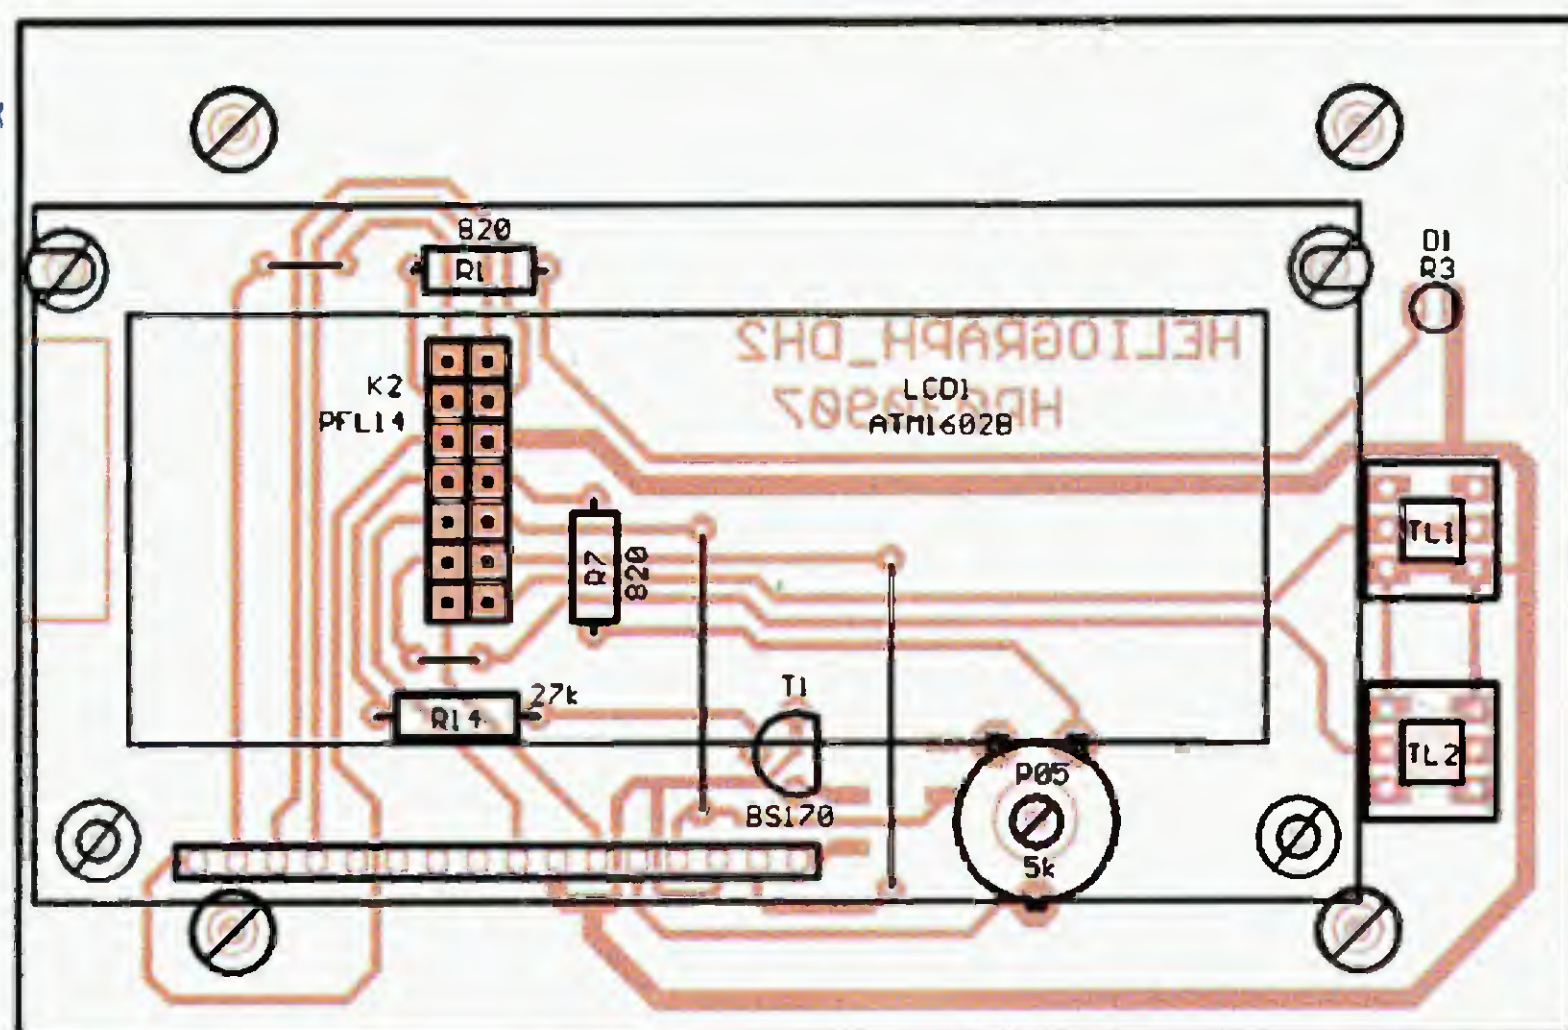 820
R1
D1
R3
HELIOGRAPH_DH2
K2
PFL14
LCD1
ATM1602B
TL1
R7
820
27k
R14
T1
TL2
P05
BS170
5k